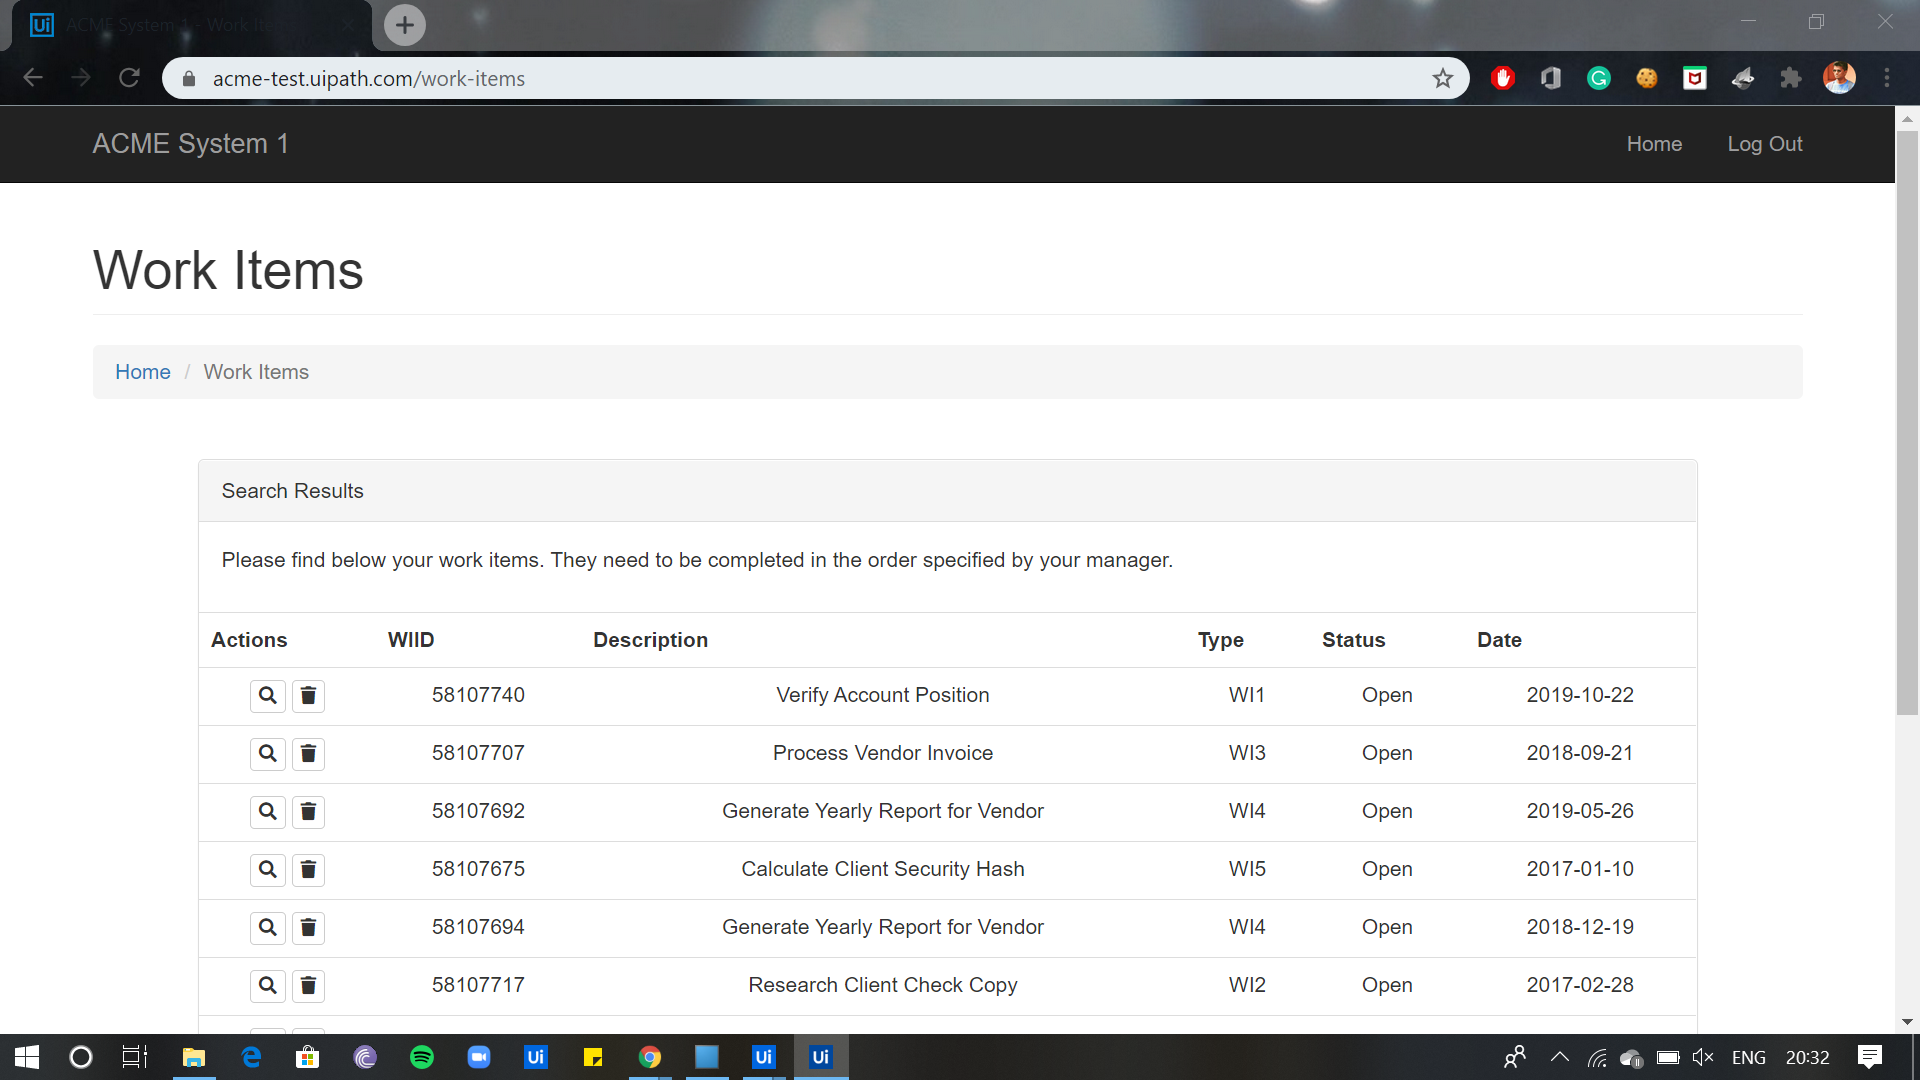 ACME System 1 - Work Ite
acme-test.uipath.com/work-items
ACME System 1
Home
Log Out
Work Items
Home / Work Items
Search Results
Please find below your work items. They need to be completed in the order specified by your manager.
Actions WIID Description Type Status Date
58107740 Verify Account Position WI1 Open 2019-10-22
58107707 Process Vendor Invoice WI3 Open 2018-09-21
58107692 Generate Yearly Report for Vendor WI4 Open 2019-05-26
58107675 Calculate Client Security Hash WI5 Open 2017-01-10
58107694 Generate Yearly Report for Vendor WI4 Open 2018-12-19
58107717 Research Client Check Copy WI2 Open 2017-02-28
Ui Ui Ui ENG 20:32